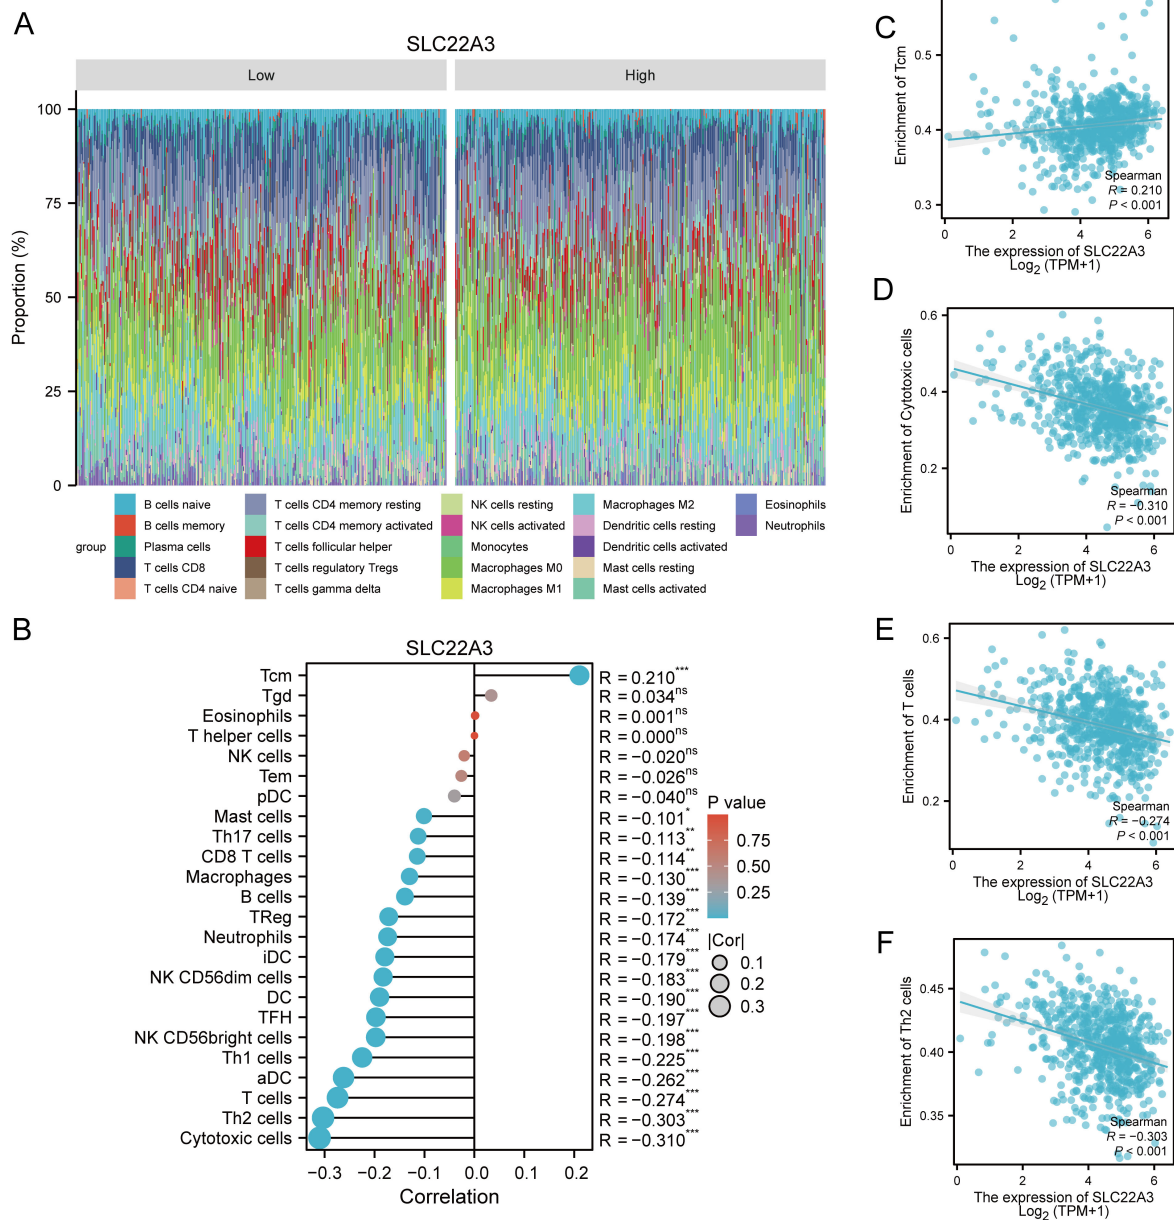 A
SLC22A3
Low
High
Proportion (%)
100
75
50
25
0
group
B cells naive
B cells memory
Plasma cells
T cells CD8
T cells CD4 naive
T cells CD4 memory resting
T cells CD4 memory activated
T cells follicular helper
T cells regulatory Tregs
T cells gamma delta
NK cells resting
NK cells activated
Monocytes
Macrophages M0
Macrophages M1
Macrophages M2
Dendritic cells resting
Dendritic cells activated
Mast cells resting
Mast cells activated
Eosinophils
Neutrophils
B
SLC22A3
Tcm R = 0.210***
Tgd R = 0.034ns
Eosinophils R = 0.001ns
T helper cells R = 0.000ns
NK cells R = −0.020ns
Tem R = −0.026ns
pDC R = −0.040ns
Mast cells R = −0.101*
Th17 cells R = −0.113**
CD8 T cells R = −0.114**
Macrophages R = −0.130***
B cells R = −0.139***
TReg R = −0.172***
Neutrophils R = −0.174***
iDC R = −0.179***
NK CD56dim cells R = −0.183***
DC R = −0.190***
TFH R = −0.197***
NK CD56bright cells R = −0.198***
Th1 cells R = −0.225***
aDC R = −0.262***
T cells R = −0.274***
Th2 cells R = −0.303***
Cytotoxic cells R = −0.310***
−0.3 −0.2 −0.1 0.0 0.1 0.2
Correlation
P value
0.75
0.50
0.25
|Cor|
0.1
0.2
0.3
C
Enrichment of Tcm
0.5
0.4
0.3
Spearman
R = 0.210
P < 0.001
0 2 4 6
The expression of SLC22A3
Log2 (TPM+1)
D
Enrichment of Cytotoxic cells
0.6
0.4
0.2
Spearman
R = −0.310
P < 0.001
0 2 4 6
The expression of SLC22A3
Log2 (TPM+1)
E
Enrichment of T cells
0.6
0.4
0.2
Spearman
R = −0.274
P < 0.001
0 2 4 6
The expression of SLC22A3
Log2 (TPM+1)
F
Enrichment of Th2 cells
0.45
0.40
0.35
Spearman
R = −0.303
P < 0.001
0 2 4 6
The expression of SLC22A3
Log2 (TPM+1)